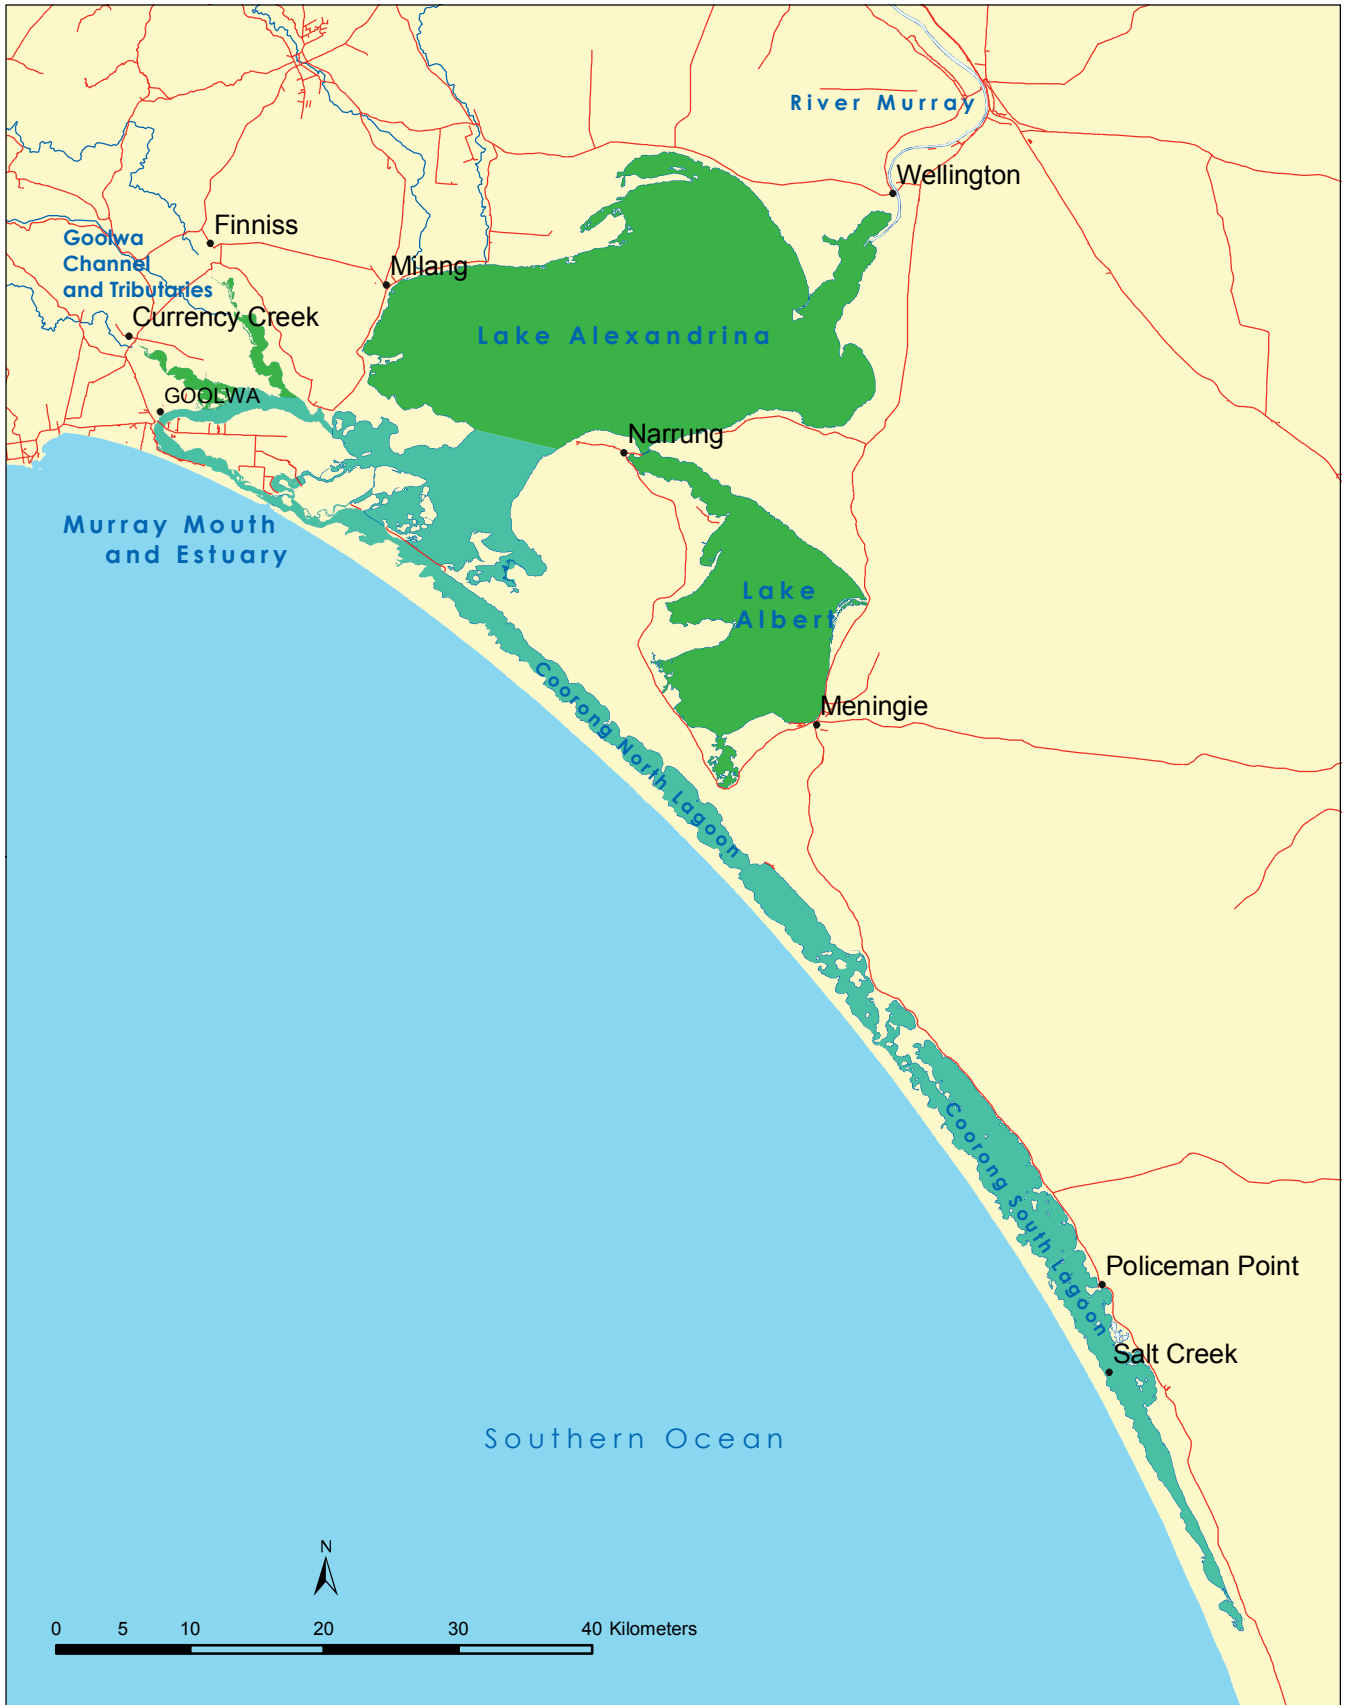 River Murray
Wellington
Finniss
Goolwa
Channel
and Tributaries
Milang
Currency Creek
Lake Alexandrina
GOOLWA
Narrung
Murray Mouth
and Estuary
Lake
Albert
Coorong North Lagoon
Meningie
Coorong South Lagoon
Policeman Point
Salt Creek
Southern Ocean
N
0 5 10 20 30 40 Kilometers